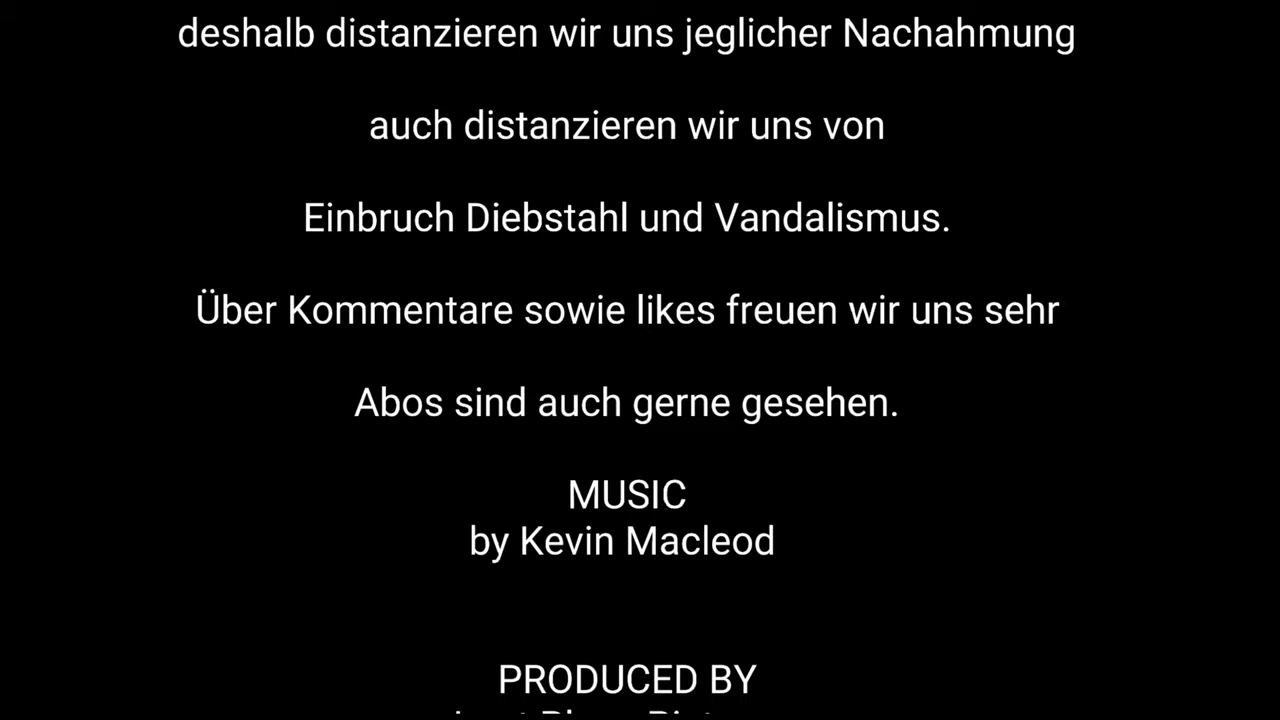 deshalb distanzieren wir uns jeglicher Nachahmung
auch distanzieren wir uns von
Einbruch Diebstahl und Vandalismus.
Über Kommentare sowie likes freuen wir uns sehr
Abos sind auch gerne gesehen.
MUSIC
by Kevin Macleod
PRODUCED BY